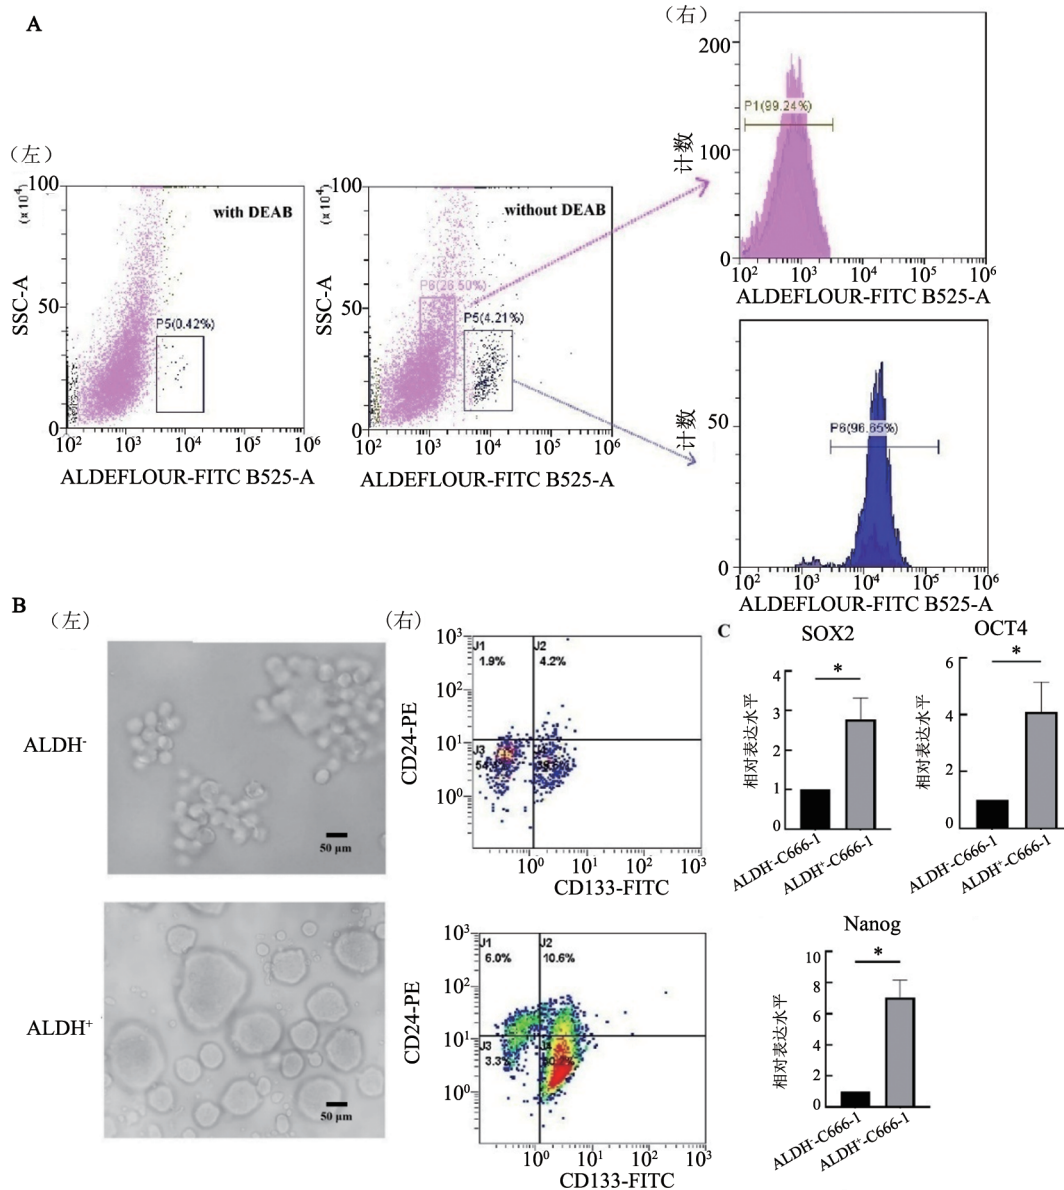 A
（左）
100
(x 10⁴)
SSC-A
50
0
with DEAB
P5(0.42%)
10² 10³ 10⁴ 10⁵ 10⁶
ALDEFLOUR-FITC B525-A
100
(x 10⁴)
SSC-A
50
0
without DEAB
P6(26.50%)
P5(4.21%)
10² 10³ 10⁴ 10⁵ 10⁶
ALDEFLOUR-FITC B525-A
（右）
200
100
0
计数
P1(99.24%)
10² 10³ 10⁴ 10⁵ 10⁶
ALDEFLOUR-FITC B525-A
50
0
计数
P6(96.65%)
10² 10³ 10⁴ 10⁵ 10⁶
ALDEFLOUR-FITC B525-A
B
（左）
ALDH⁻
50 μm
ALDH⁺
50 μm
（右）
10³
10²
10¹
10⁰
CD24-PE
J1
1.9%
J2
4.2%
J3
10⁰ 10¹ 10² 10³
CD133-FITC
10³
10²
10¹
10⁰
CD24-PE
J1
6.0%
J2
10.6%
J3
3.3%
10⁰ 10¹ 10² 10³
CD133-FITC
C
SOX2
*
4
3
2
1
0
相对表达水平
ALDH⁻-C666-1
ALDH⁺-C666-1
OCT4
*
6
4
2
0
相对表达水平
ALDH⁻-C666-1
ALDH⁺-C666-1
Nanog
*
10
8
6
4
2
0
相对表达水平
ALDH⁻-C666-1
ALDH⁺-C666-1